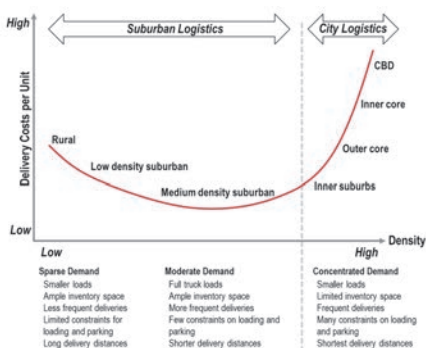 High
Suburban Logistics
City Logistics
Delivery Costs per Unit
CBD
Inner core
Rural
Outer core
Low density suburban
Medium density suburban
Inner suburbs
Low
Density
Low
High
Sparse Demand
Smaller loads
Ample inventory space
Less frequent deliveries
Limited constraints for
loading and parking
Long delivery distances
Moderate Demand
Full truck loads
Ample inventory space
More frequent deliveries
Few constraints on loading and
parking
Shorter delivery distances
Concentrated Demand
Smaller loads
Limited inventory space
Frequent deliveries
Many constraints on loading
and parking
Shortest delivery distances